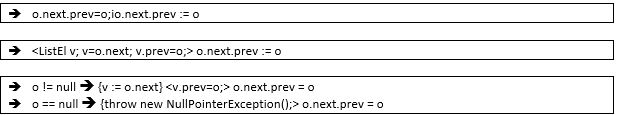 ➔ o.next.prev=o;io.next.prev := o
➔ <ListEl v; v=o.next; v.prev=o;> o.next.prev := o
➔ o != null ➔ {v := o.next} <v.prev=o;> o.next.prev = o
➔ o == null ➔ {throw new NullPointerException();> o.next.prev = o